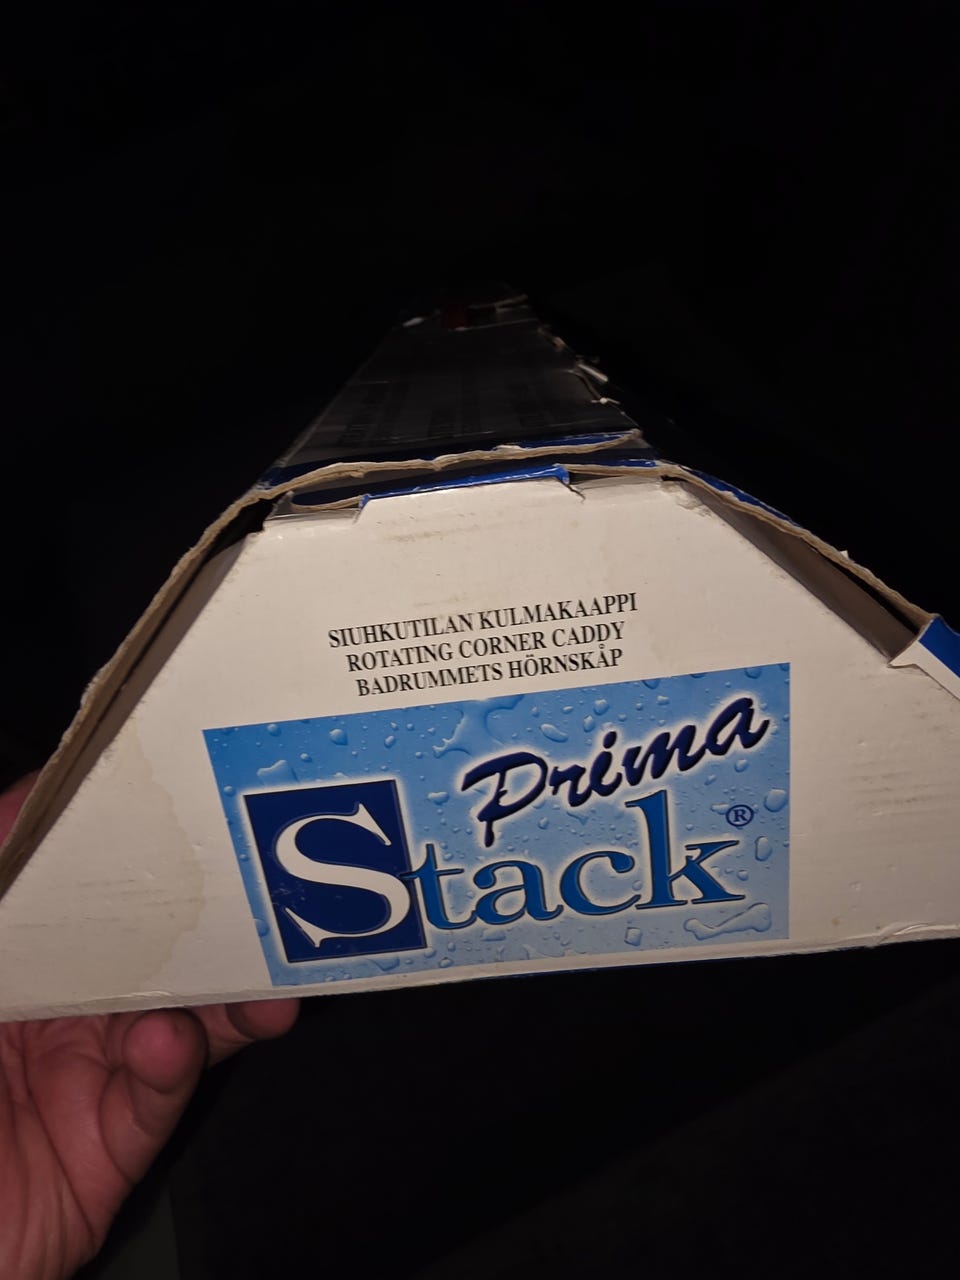 SIUHKUTILAN KULMAKAAPPI
ROTATING CORNER CADDY
BADRUMMETS HÖRNSKÅP
Prima
Stack®